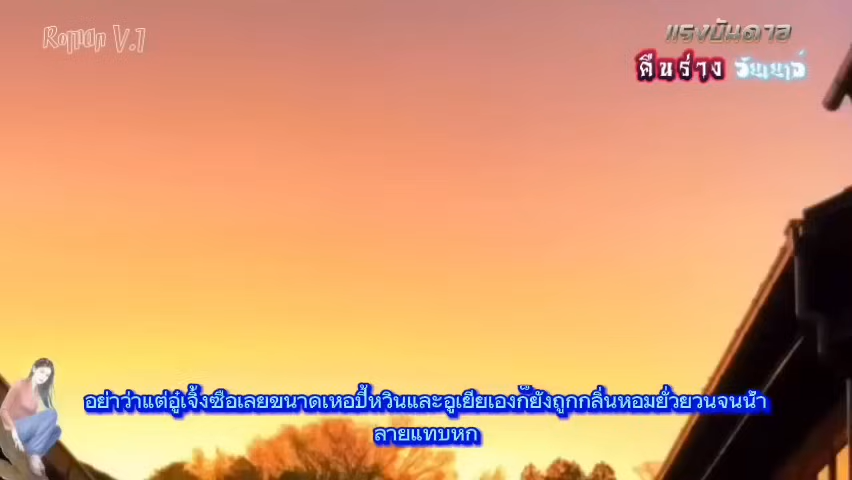 Roman V.1
แรงบันดาล
คืนร่าง
อย่าว่าแต่อู๋เจิ้งซือเลยขนาดเหอปี้หวินและอูเยียเองก็ยังถูกกลิ่นหอมยั่วยวนจนน้ำ
ลายแทบหก